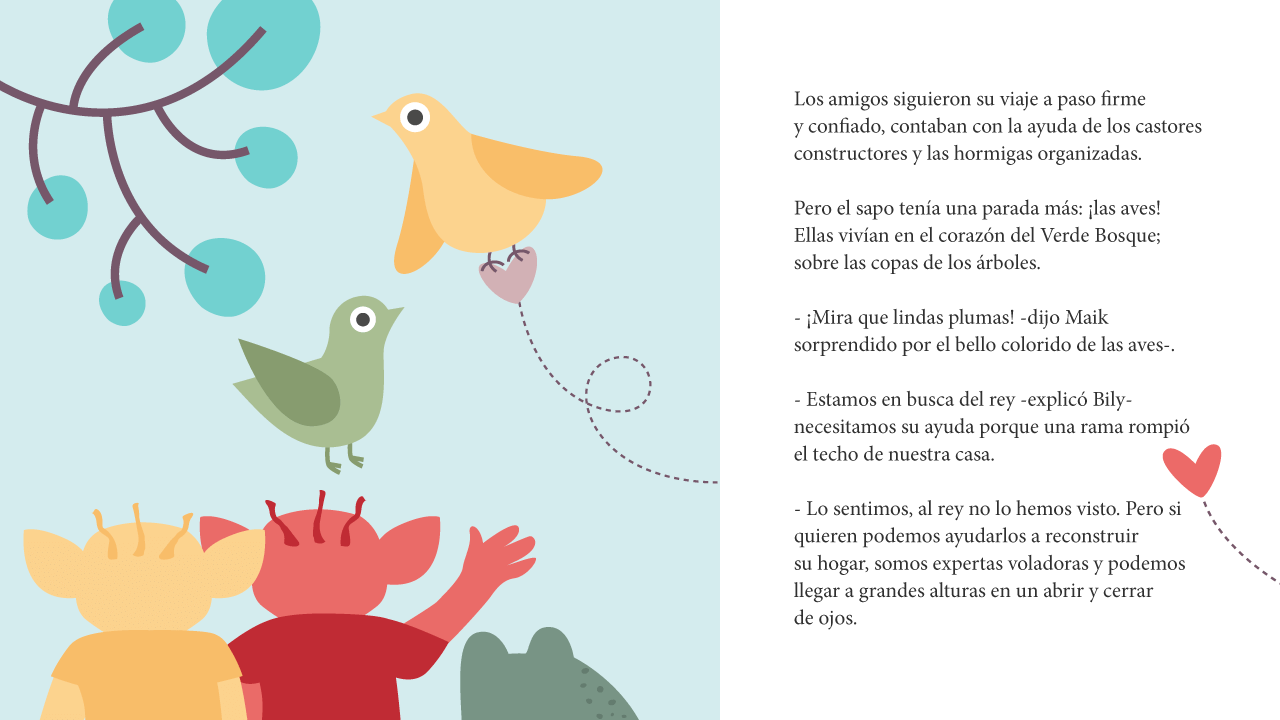 Los amigos siguieron su viaje a paso firme
y confiado, contaban con la ayuda de los castores
constructores y las hormigas organizadas.
Pero el sapo tenía una parada más: ¡las aves!
Ellas vivían en el corazón del Verde Bosque;
sobre las copas de los árboles.
- ¡Mira que lindas plumas! -dijo Maik
sorprendido por el bello colorido de las aves-.
- Estamos en busca del rey -explicó Bily-
necesitamos su ayuda porque una rama rompió
el techo de nuestra casa.
- Lo sentimos, al rey no lo hemos visto. Pero si
quieren podemos ayudarlos a reconstruir
su hogar, somos expertas voladoras y podemos
llegar a grandes alturas en un abrir y cerrar
de ojos.